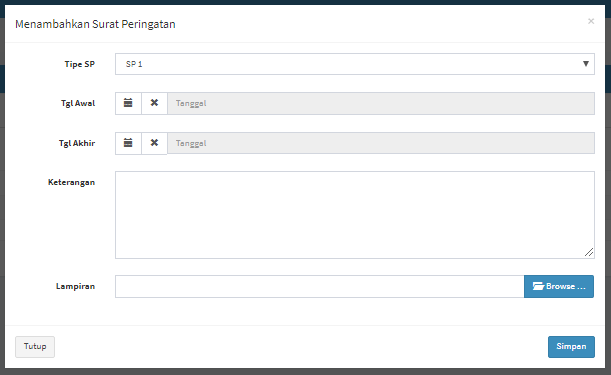 Menambahkan Surat Peringatan ×
Tipe SP SP 1
Tgl Awal Tanggal
Tgl Akhir Tanggal
Keterangan
Lampiran Browse ...
Tutup Simpan